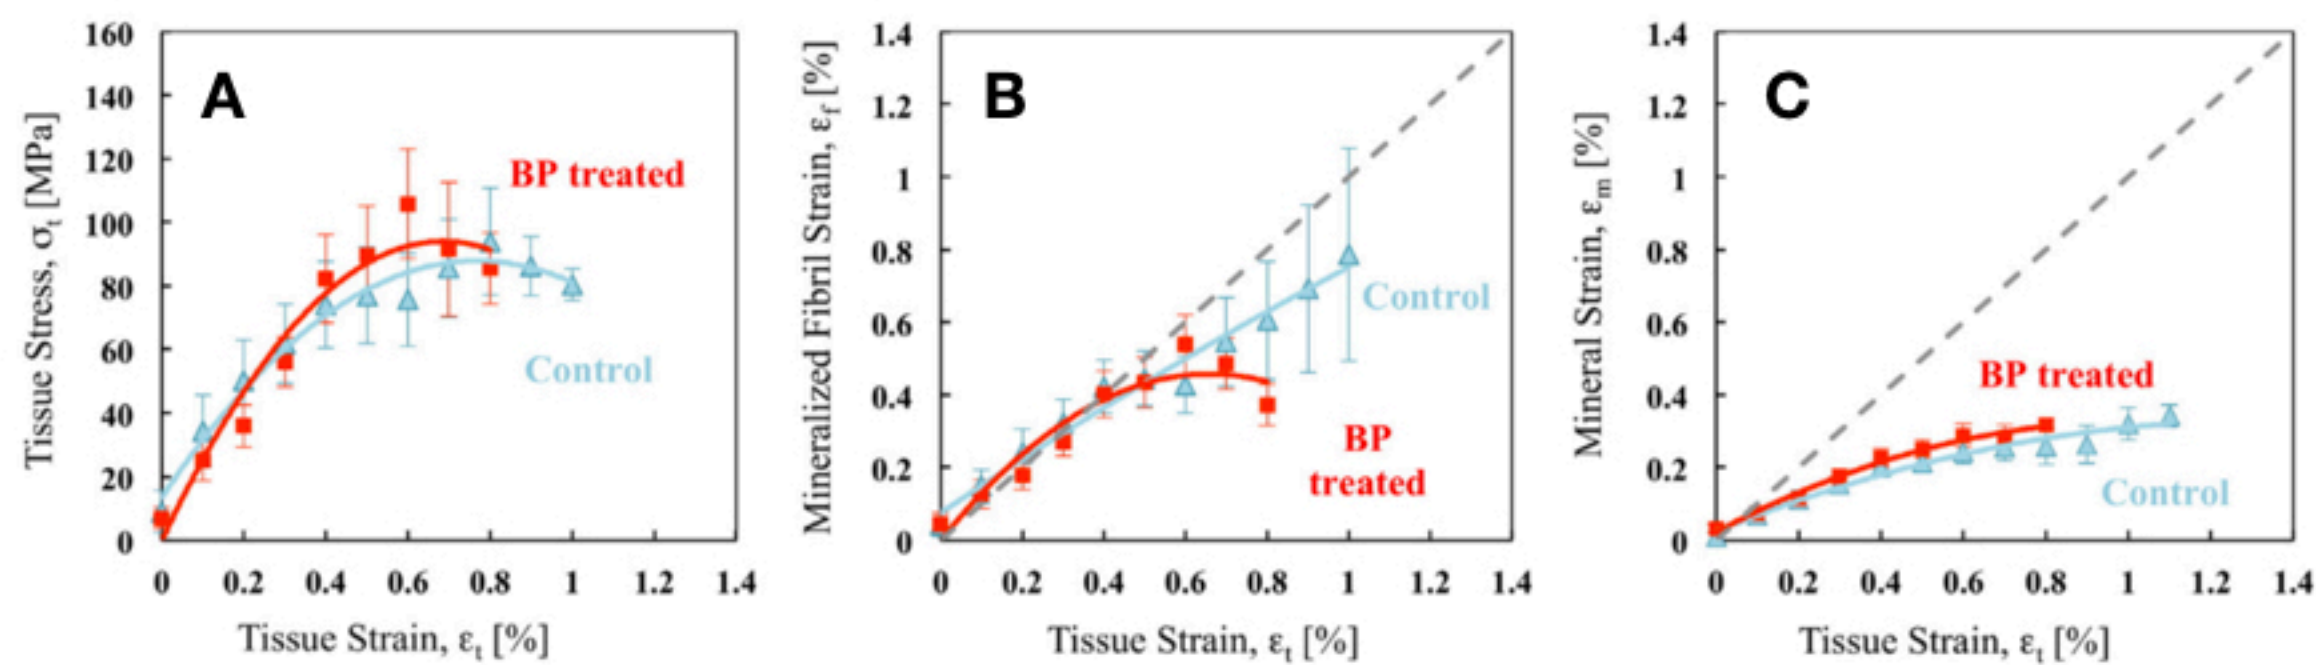 A
160
140
120
100
80
60
40
20
0
Tissue Stress, σt [MPa]
BP treated
Control
0 0.2 0.4 0.6 0.8 1 1.2 1.4
Tissue Strain, εt [%]
B
1.4
1.2
1
0.8
0.6
0.4
0.2
0
Mineralized Fibril Strain, εf [%]
Control
BP
treated
0 0.2 0.4 0.6 0.8 1 1.2 1.4
Tissue Strain, εt [%]
C
1.4
1.2
1
0.8
0.6
0.4
0.2
0
Mineral Strain, εm [%]
BP treated
Control
0 0.2 0.4 0.6 0.8 1 1.2 1.4
Tissue Strain, εt [%]